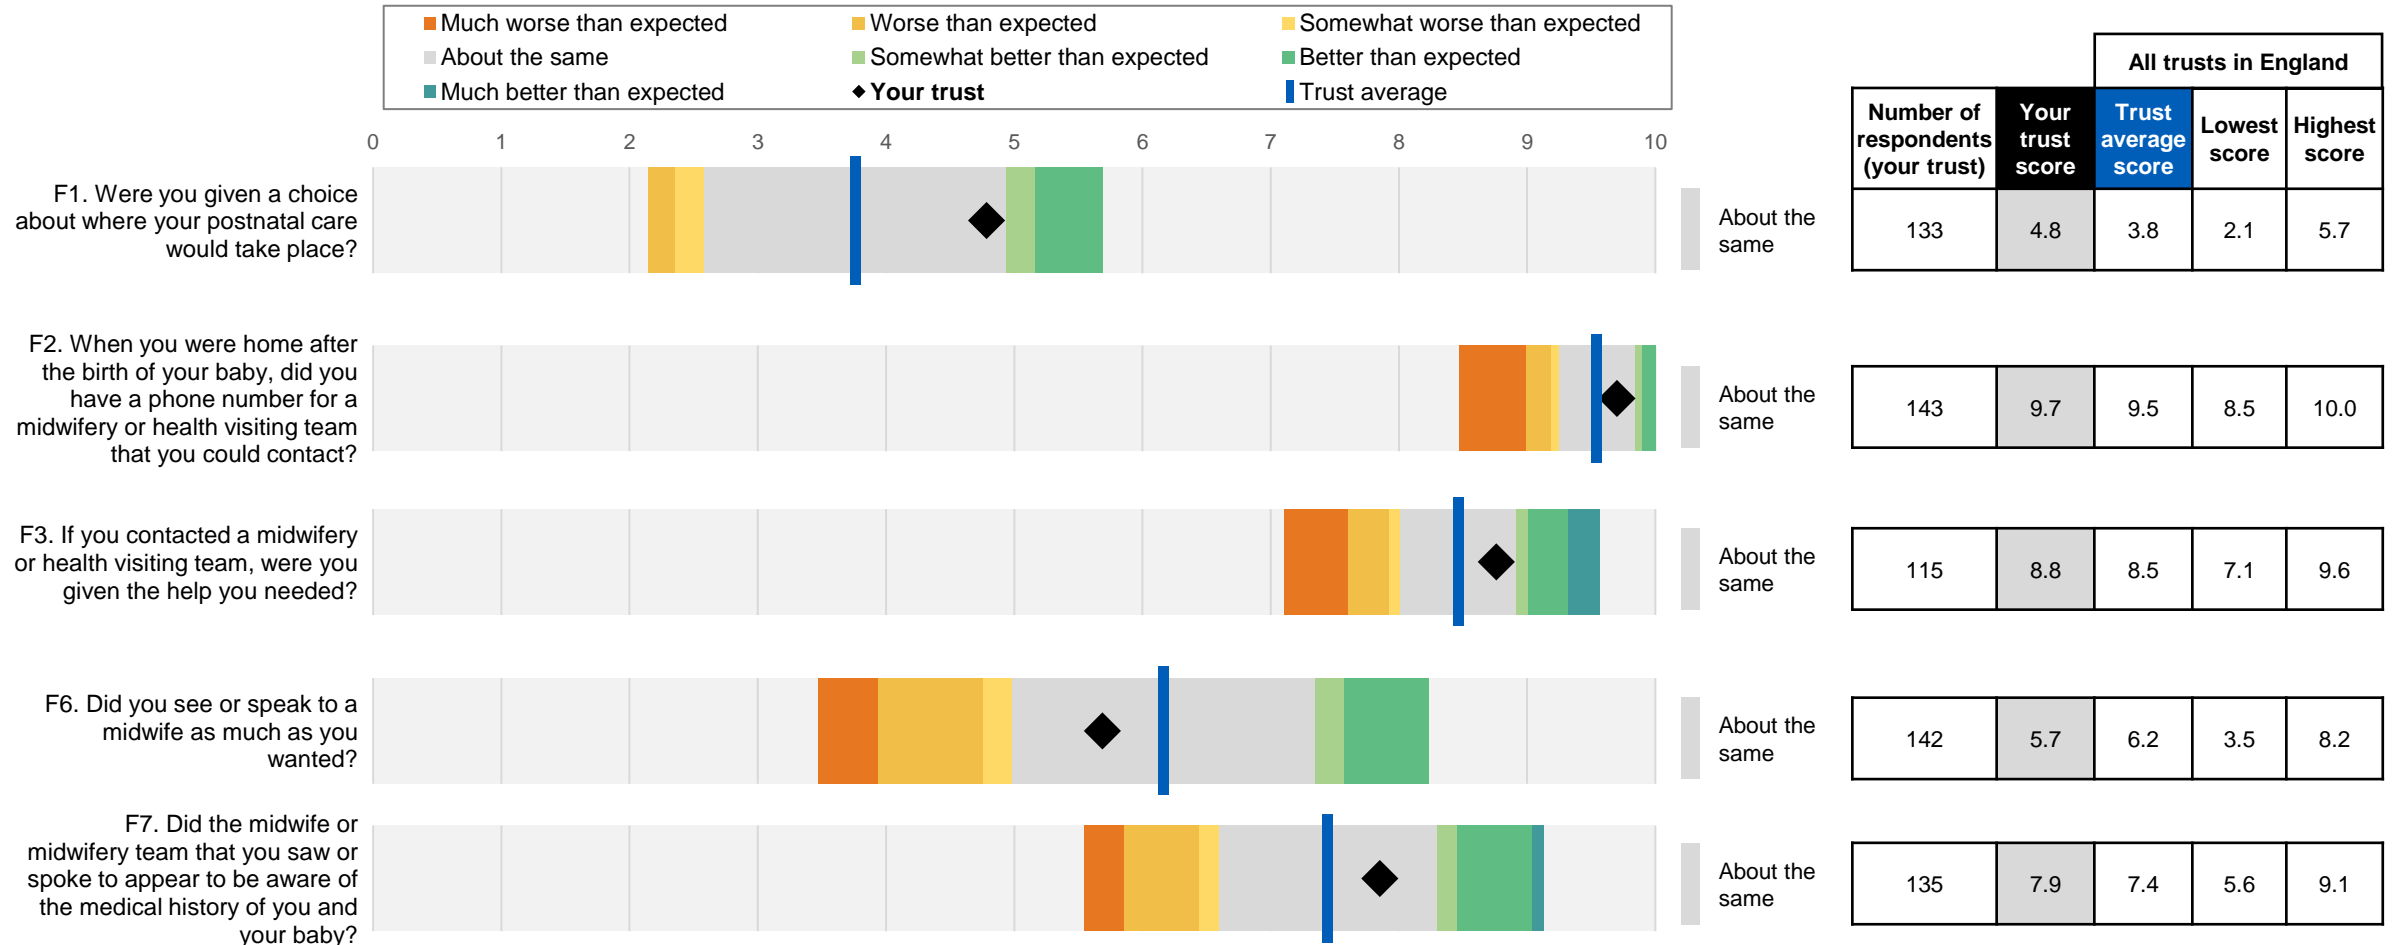 Much worse than expected
Worse than expected
Somewhat worse than expected
About the same
Somewhat better than expected
Better than expected
Much better than expected
Your trust
Trust average
All trusts in England
Number of
respondents
(your trust)
Your
trust
score
Trust
average
score
Lowest
score
Highest
score
0 1 2 3 4 5 6 7 8 9 10
F1. Were you given a choice
about where your postnatal care
would take place?
About the
same
133 4.8 3.8 2.1 5.7
F2. When you were home after
the birth of your baby, did you
have a phone number for a
midwifery or health visiting team
that you could contact?
About the
same
143 9.7 9.5 8.5 10.0
F3. If you contacted a midwifery
or health visiting team, were you
given the help you needed?
About the
same
115 8.8 8.5 7.1 9.6
F6. Did you see or speak to a
midwife as much as you
wanted?
About the
same
142 5.7 6.2 3.5 8.2
F7. Did the midwife or
midwifery team that you saw or
spoke to appear to be aware of
the medical history of you and
your baby?
About the
same
135 7.9 7.4 5.6 9.1